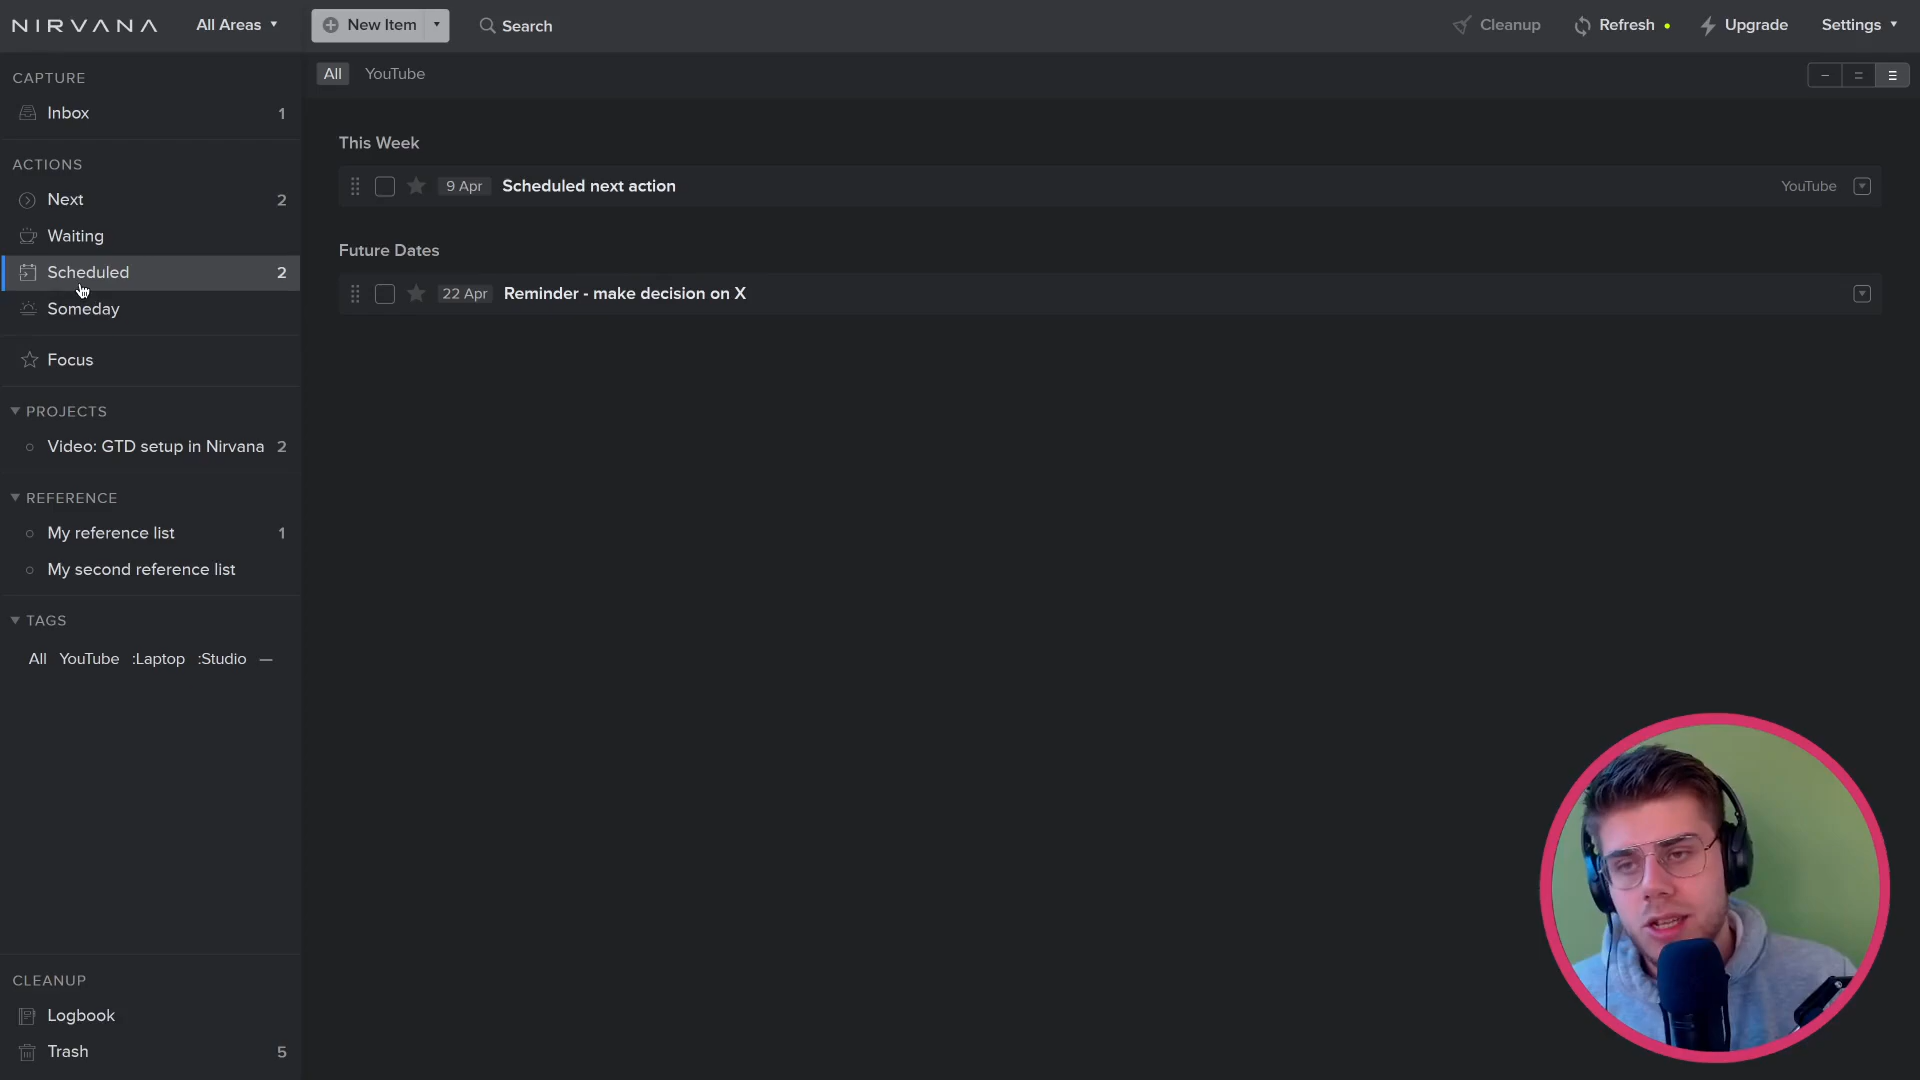 NIRVANA
All Areas
New Item
Search
Cleanup
Refresh
Upgrade
Settings
CAPTURE
Inbox 1
ACTIONS
Next 2
Waiting
Scheduled 2
Someday
Focus
PROJECTS
Video: GTD setup in Nirvana 2
REFERENCE
My reference list 1
My second reference list
TAGS
All YouTube :Laptop :Studio —
CLEANUP
Logbook
Trash 5
All YouTube
This Week
9 Apr Scheduled next action YouTube
Future Dates
22 Apr Reminder - make decision on X